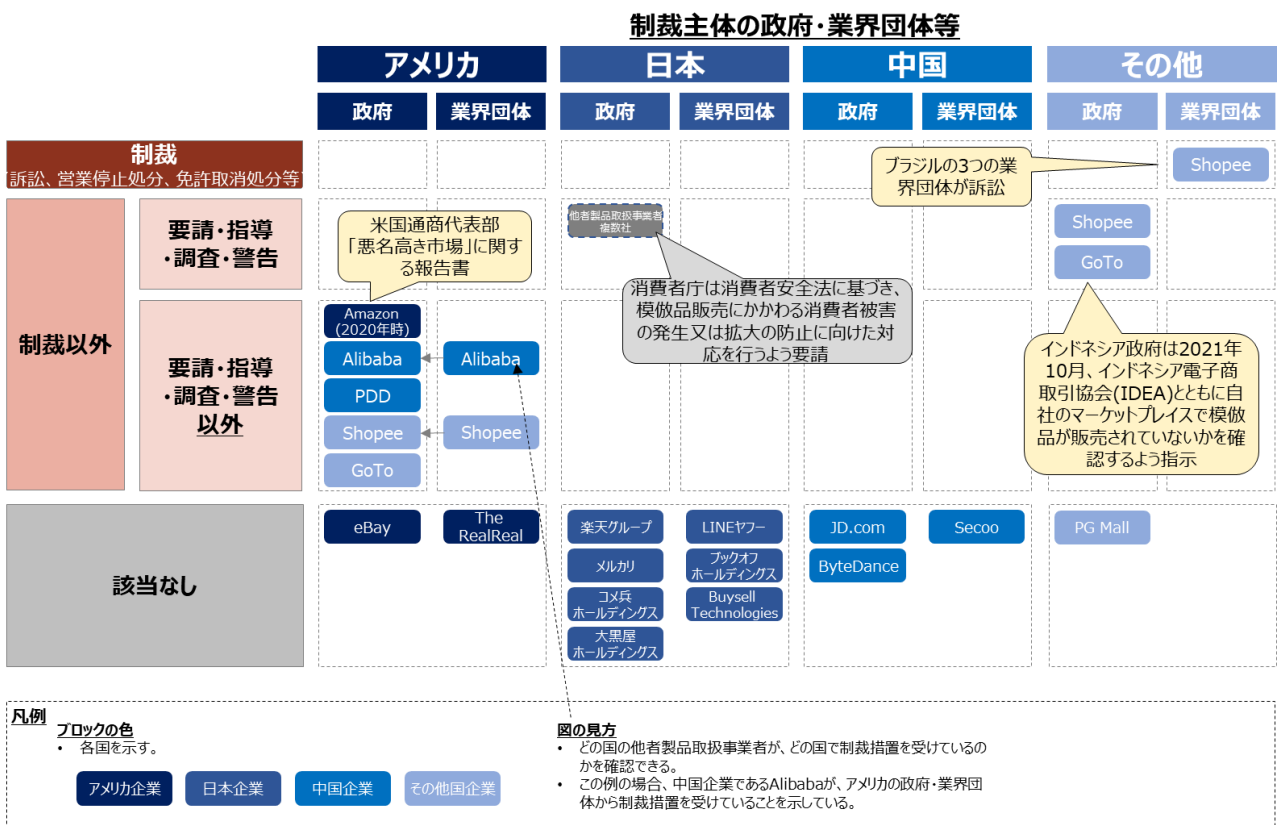 制裁主体の政府・業界団体等
アメリカ
日本
中国
その他
政府
業界団体
政府
業界団体
政府
業界団体
政府
業界団体
制裁
(訴訟、営業停止処分、免許取消処分等)
ブラジルの3つの業
界団体が訴訟
Shopee
制裁以外
要請・指導
・調査・警告
米国通商代表部
「悪名高き市場」に関す
る報告書
他者製品取扱事業者
複数社
消費者庁は消費者安全法に基づき、
模倣品販売にかかわる消費者被害
の発生又は拡大の防止に向けた対
応を行うよう要請
Shopee
GoTo
インドネシア政府は2021年
10月、インドネシア電子商
取引協会(IDEA)とともに自
社のマーケットプレイスで模倣
品が販売されていないかを確
認するよう指示
要請・指導
・調査・警告
以外
Amazon
(2020年時)
Alibaba
Alibaba
PDD
Shopee
Shopee
GoTo
該当なし
eBay
The
RealReal
楽天グループ
LINEヤフー
メルカリ
ブックオフ
ホールディングス
コメ兵
ホールディングス
Buysell
Technologies
大黒屋
ホールディングス
JD.com
Secoo
ByteDance
PG Mall
凡例
ブロックの色
• 各国を示す。
アメリカ企業
日本企業
中国企業
その他国企業
図の見方
• どの国の他者製品取扱事業者が、どの国で制裁措置を受けているの
かを確認できる。
• この例の場合、中国企業であるAlibabaが、アメリカの政府・業界団
体から制裁措置を受けていることを示している。